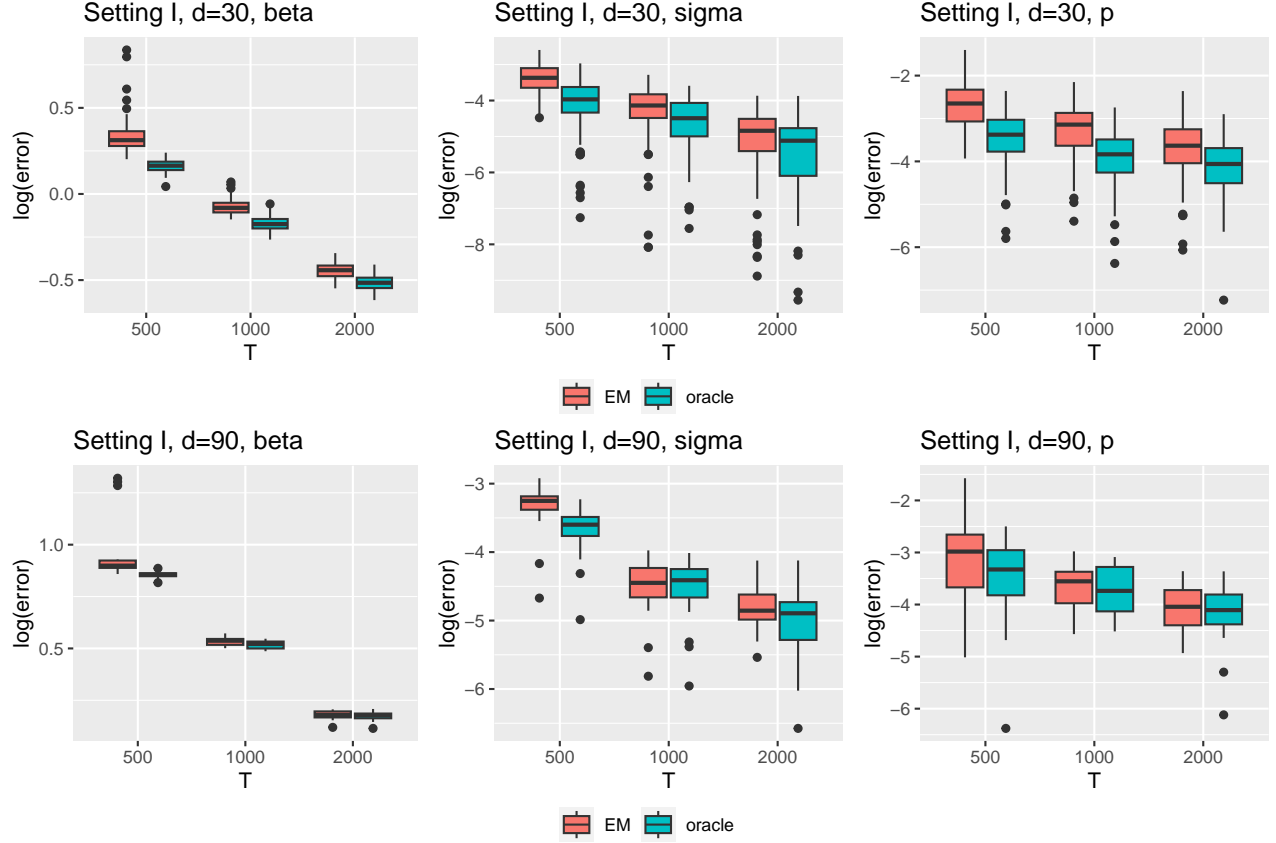 Setting I, d=30, beta
Setting I, d=30, sigma
Setting I, d=30, p
log(error)
0.5
0.0
−0.5
500
1000
2000
T
log(error)
−4
−6
−8
500
1000
2000
T
log(error)
−2
−4
−6
500
1000
2000
T
EM
oracle
Setting I, d=90, beta
Setting I, d=90, sigma
Setting I, d=90, p
log(error)
1.0
0.5
500
1000
2000
T
log(error)
−3
−4
−5
−6
500
1000
2000
T
log(error)
−2
−3
−4
−5
−6
500
1000
2000
T
EM
oracle